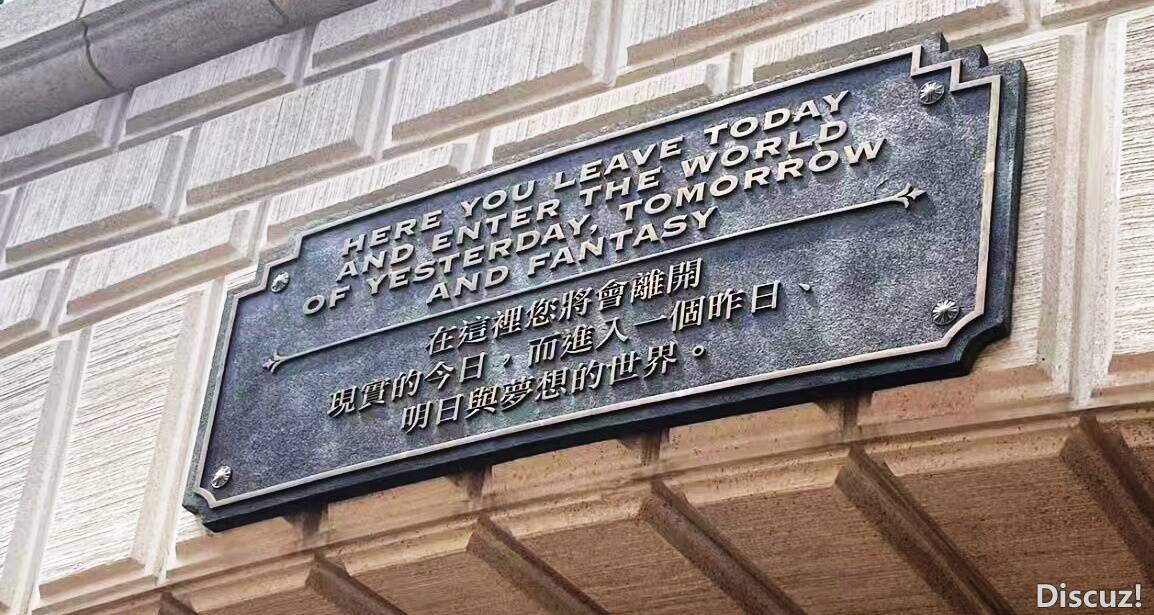 HERE YOU LEAVE TODAY
AND ENTER THE WORLD
OF YESTERDAY, TOMORROW
AND FANTASY
在這裡您將會離開
現實的今日，而進入一個昨日、
明日與夢想的世界。
Discuz!